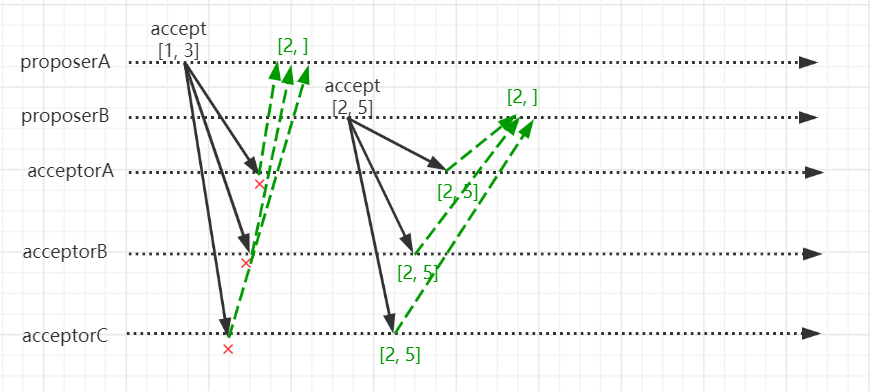 accept
[1, 3]
[2, ]
proposerA
accept
[2, 5]
[2, ]
proposerB
acceptorA
[2, 5]
acceptorB
[2, 5]
acceptorC
[2, 5]